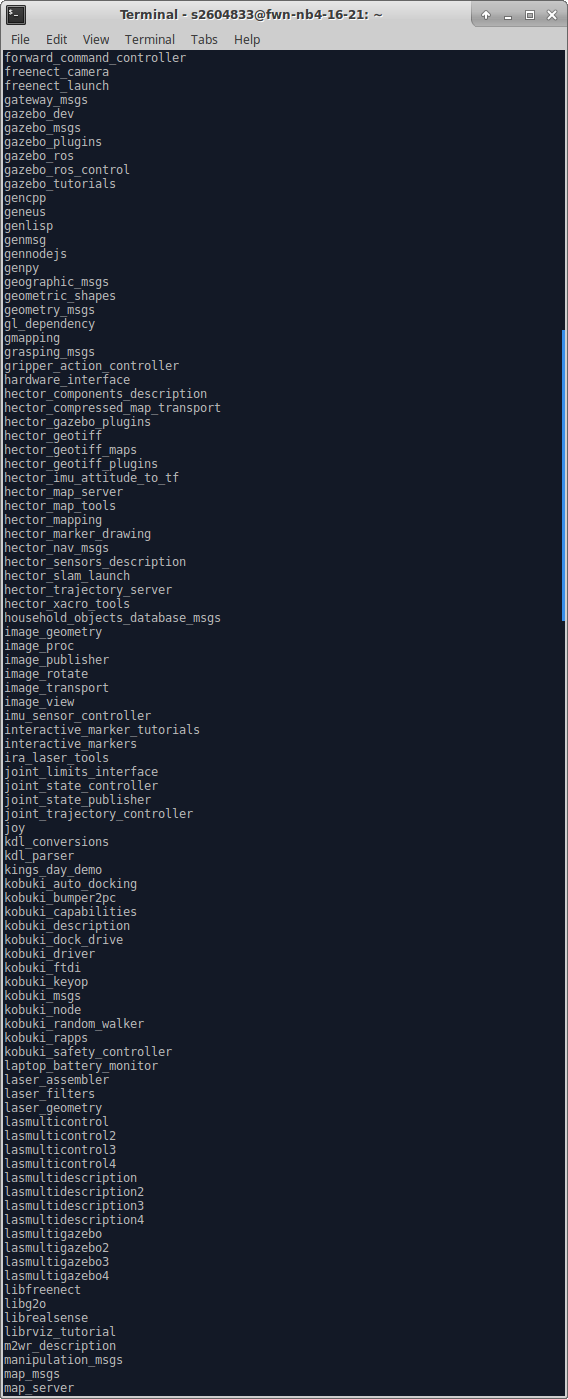 Terminal - s2604833@fwn-nb4-16-21: ~
File Edit View Terminal Tabs Help
forward_command_controller
freenect_camera
freenect_launch
gateway_msgs
gazebo_dev
gazebo_msgs
gazebo_plugins
gazebo_ros
gazebo_ros_control
gazebo_tutorials
gencpp
geneus
genlisp
genmsg
gennodejs
genpy
geographic_msgs
geometric_shapes
geometry_msgs
gl_dependency
gmapping
grasping_msgs
gripper_action_controller
hardware_interface
hector_components_description
hector_compressed_map_transport
hector_gazebo_plugins
hector_geotiff
hector_geotiff_maps
hector_geotiff_plugins
hector_imu_attitude_to_tf
hector_map_server
hector_map_tools
hector_mapping
hector_marker_drawing
hector_nav_msgs
hector_sensors_description
hector_slam_launch
hector_trajectory_server
hector_xacro_tools
household_objects_database_msgs
image_geometry
image_proc
image_publisher
image_rotate
image_transport
image_view
imu_sensor_controller
interactive_marker_tutorials
interactive_markers
ira_laser_tools
joint_limits_interface
joint_state_controller
joint_state_publisher
joint_trajectory_controller
joy
kdl_conversions
kdl_parser
kings_day_demo
kobuki_auto_docking
kobuki_bumper2pc
kobuki_capabilities
kobuki_description
kobuki_dock_drive
kobuki_driver
kobuki_ftdi
kobuki_keyop
kobuki_msgs
kobuki_node
kobuki_random_walker
kobuki_rapps
kobuki_safety_controller
laptop_battery_monitor
laser_assembler
laser_filters
laser_geometry
lasmulticontrol
lasmulticontrol2
lasmulticontrol3
lasmulticontrol4
lasmultidescription
lasmultidescription2
lasmultidescription3
lasmultidescription4
lasmultigazebo
lasmultigazebo2
lasmultigazebo3
lasmultigazebo4
libfreenect
libg2o
librealsense
librviz_tutorial
m2wr_description
manipulation_msgs
map_msgs
map_server